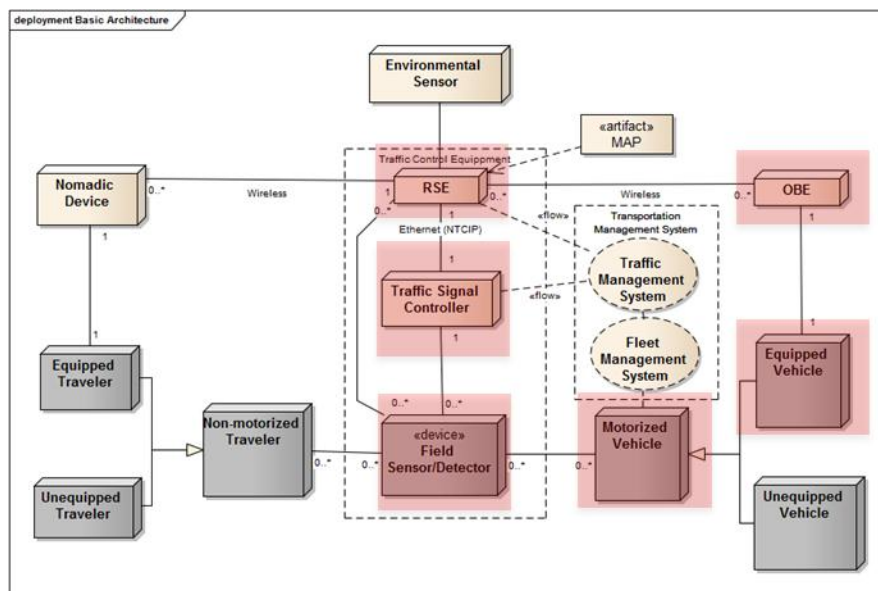 deployment Basic Architecture
Environmental
Sensor
«artifact»
MAP
Traffic Control Equippment
Nomadic
Device
0..*
Wireless
1
RSE
0..*
0..*
Wireless
0..*
OBE
1
0..*
1
1
«flow»
Transportation
Management System
Ethernet (NTCIP)
1
Traffic Signal
Controller
«flow»
Traffic
Management
System
1
1
1
Equipped
Traveler
Fleet
Management
System
Equipped
Vehicle
0..*
0..*
Non-motorized
Traveler
0..*
0..*
«device»
Field
Sensor/Detector
0..*
0..*
Motorized
Vehicle
Unequipped
Traveler
Unequipped
Vehicle